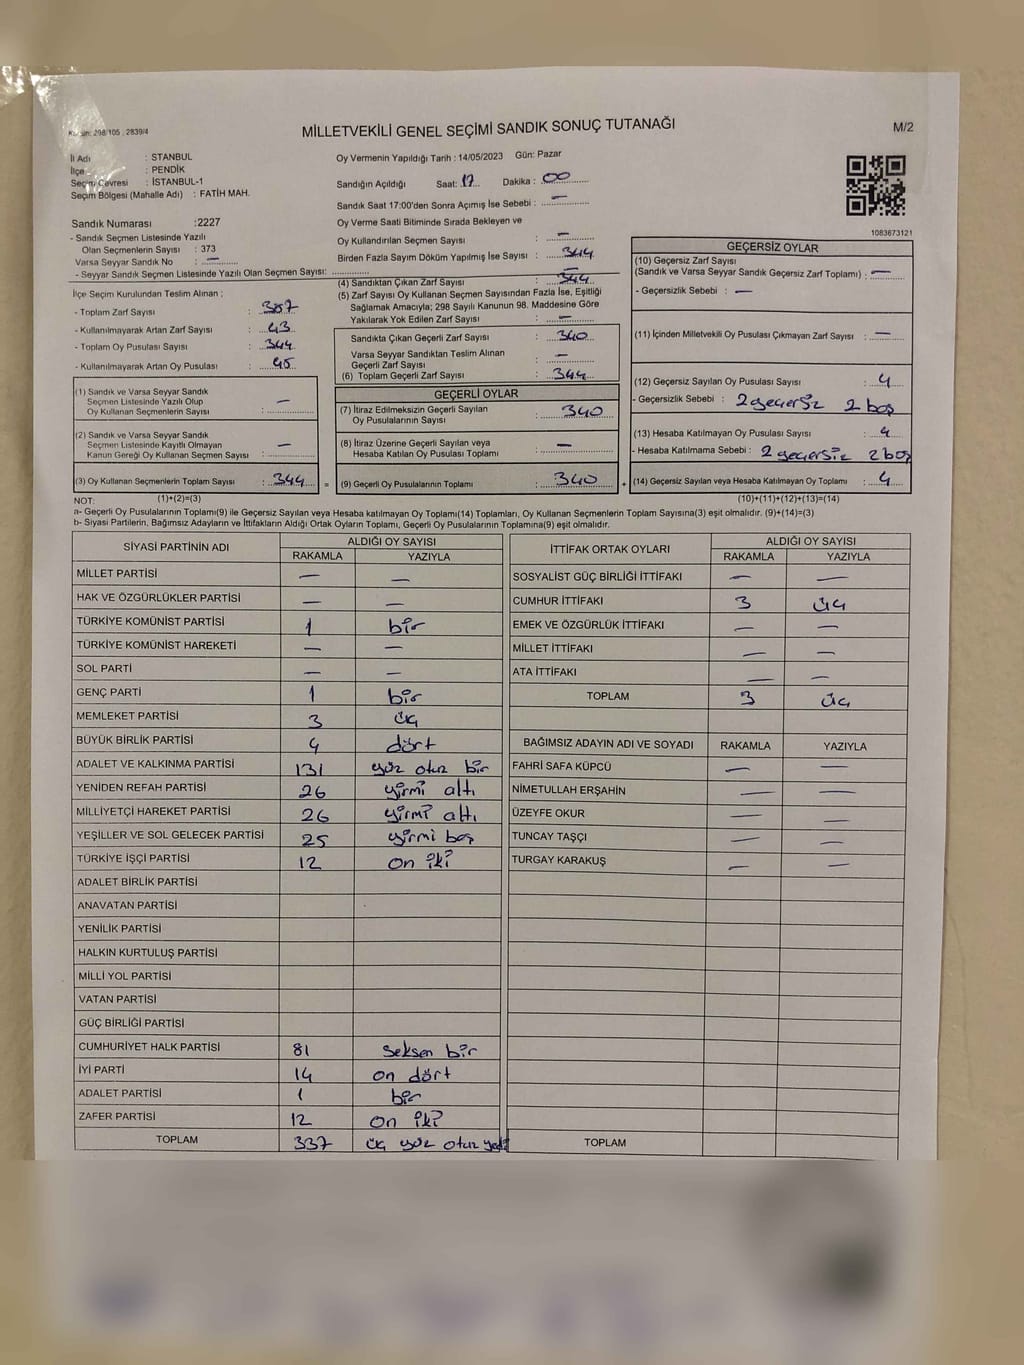 Kanun: 298/105 , 2839/4
MİLLETVEKİLİ GENEL SEÇİMİ SANDIK SONUÇ TUTANAĞI
M/2
İl Adı : STANBUL
İlçe : PENDİK
Seçim Çevresi : İSTANBUL-1
Seçim Bölgesi (Mahalle Adı) : FATİH MAH.
Oy Vermenin Yapıldığı Tarih : 14/05/2023 Gün: Pazar
Sandığın Açıldığı Saat: 17 Dakika : 00
Sandık Saat 17:00'den Sonra Açımış İse Sebebi : —
Sandık Numarası :2227
- Sandık Seçmen Listesinde Yazılı
Olan Seçmenlerin Sayısı : 373
Varsa Seyyar Sandık No : —
- Seyyar Sandık Seçmen Listesinde Yazılı Olan Seçmen Sayısı:
Oy Verme Saati Bitiminde Sırada Bekleyen ve
Oy Kullandırılan Seçmen Sayısı : —
Birden Fazla Sayım Döküm Yapılmış İse Sayısı : 344
1083673121
İlçe Seçim Kurulundan Teslim Alınan ;
- Toplam Zarf Sayısı : 387
- Kullanılmayarak Artan Zarf Sayısı : 43
- Toplam Oy Pusulası Sayısı : 344
- Kullanılmayarak Artan Oy Pusulası : 45
(1) Sandık ve Varsa Seyyar Sandık
Seçmen Listesinde Yazılı Olup
Oy Kullanan Seçmenlerin Sayısı : —
(2) Sandık ve Varsa Seyyar Sandık
Seçmen Listesinde Kayıtlı Olmayan
Kanun Gereği Oy Kullanan Seçmen Sayısı : —
(3) Oy Kullanan Seçmenlerin Toplam Sayısı : 344 =
(4) Sandıktan Çıkan Zarf Sayısı : 344
(5) Zarf Sayısı Oy Kullanan Seçmen Sayısından Fazla İse, Eşitliği
Sağlamak Amacıyla; 298 Sayılı Kanunun 98. Maddesine Göre
Yakılarak Yok Edilen Zarf Sayısı : —
Sandıkta Çıkan Geçerli Zarf Sayısı : 340
Varsa Seyyar Sandıktan Teslim Alınan
Geçerli Zarf Sayısı : —
(6) Toplam Geçerli Zarf Sayısı : 344
GEÇERLİ OYLAR
(7) İtiraz Edilmeksizin Geçerli Sayılan
Oy Pusulalarının Sayısı : 340
(8) İtiraz Üzerine Geçerli Sayılan veya
Hesaba Katılan Oy Pusulası Toplamı : —
(9) Geçerli Oy Pusulalarının Toplamı : 340 +
GEÇERSİZ OYLAR
(10) Geçersiz Zarf Sayısı
(Sandık ve Varsa Seyyar Sandık Geçersiz Zarf Toplamı) : —
- Geçersizlik Sebebi : —
(11) İçinden Milletvekili Oy Pusulası Çıkmayan Zarf Sayısı : —
(12) Geçersiz Sayılan Oy Pusulası Sayısı : 4
- Geçersizlik Sebebi : 2 geçersiz 2 boş
(13) Hesaba Katılmayan Oy Pusulası Sayısı : 4
- Hesaba Katılmama Sebebi : 2 geçersiz 2 boş
(14) Geçersiz Sayılan veya Hesaba Katılmayan Oy Toplamı : 4
NOT: (1)+(2)=(3)
(10)+(11)+(12)+(13)=(14)
a- Geçerli Oy Pusulaları Toplamı(9) ile Geçersiz Sayılan veya Hesaba katılmayan Oy Toplamı(14) Toplamları, Oy Kullanan Seçmenlerin Toplam Sayısına(3) eşit olmalıdır. (9)+(14)=(3)
b- Siyasi Partilerin, Bağımsız Adayların ve İttifakların Aldığı Ortak Oyların Toplamı, Geçerli Oy Pusulalarının Toplamına(9) eşit olmalıdır.
SİYASİ PARTİNİN ADI ALDIĞI OY SAYISI
RAKAMLA YAZIYLA
MİLLET PARTİSİ — —
HAK VE ÖZGÜRLÜKLER PARTİSİ — —
TÜRKİYE KOMÜNİST PARTİSİ 1 bir
TÜRKİYE KOMÜNİST HAREKETİ — —
SOL PARTİ — —
GENÇ PARTİ 1 bir
MEMLEKET PARTİSİ 3 üç
BÜYÜK BİRLİK PARTİSİ 4 dört
ADALET VE KALKINMA PARTİSİ 131 yüz otuz bir
YENİDEN REFAH PARTİSİ 26 yirmi altı
MİLLİYETÇİ HAREKET PARTİSİ 26 yirmi altı
YEŞİLLER VE SOL GELECEK PARTİSİ 25 yirmi beş
TÜRKİYE İŞÇİ PARTİSİ 12 on iki
ADALET BİRLİK PARTİSİ
ANAVATAN PARTİSİ
YENİLİK PARTİSİ
HALKIN KURTULUŞ PARTİSİ
MİLLİ YOL PARTİSİ
VATAN PARTİSİ
GÜÇ BİRLİĞİ PARTİSİ
CUMHURİYET HALK PARTİSİ 81 seksen bir
İYİ PARTİ 14 on dört
ADALET PARTİSİ 1 bir
ZAFER PARTİSİ 12 on iki
TOPLAM 337 üç yüz otuz yedi
İTTİFAK ORTAK OYLARI ALDIĞI OY SAYISI
RAKAMLA YAZIYLA
SOSYALİST GÜÇ BİRLİĞİ İTTİFAKI — —
CUMHUR İTTİFAKI 3 üç
EMEK VE ÖZGÜRLÜK İTTİFAKI — —
MİLLET İTTİFAKI — —
ATA İTTİFAKI — —
TOPLAM 3 üç
BAĞIMSIZ ADAYIN ADI VE SOYADI RAKAMLA YAZIYLA
FAHRİ SAFA KÜPCÜ — —
NİMETULLAH ERŞAHİN — —
ÜZEYFE OKUR — —
TUNCAY TAŞÇI — —
TURGAY KARAKUŞ — —
TOPLAM